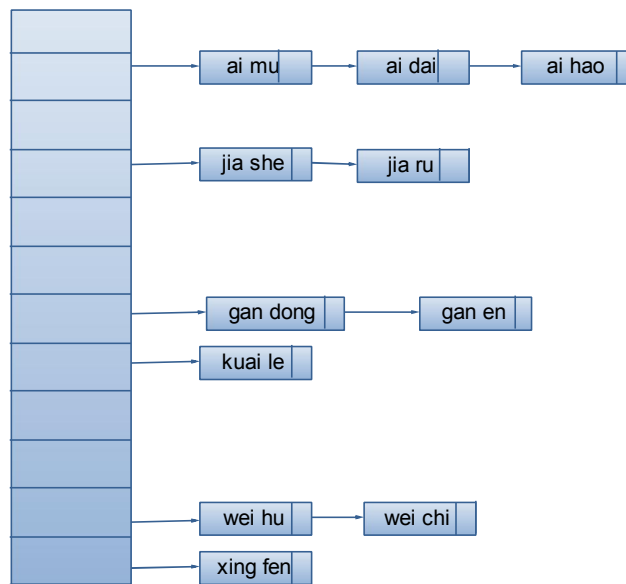 ai mu ai dai ai hao
jia she jia ru
gan dong gan en
kuai le
wei hu wei chi
xing fen